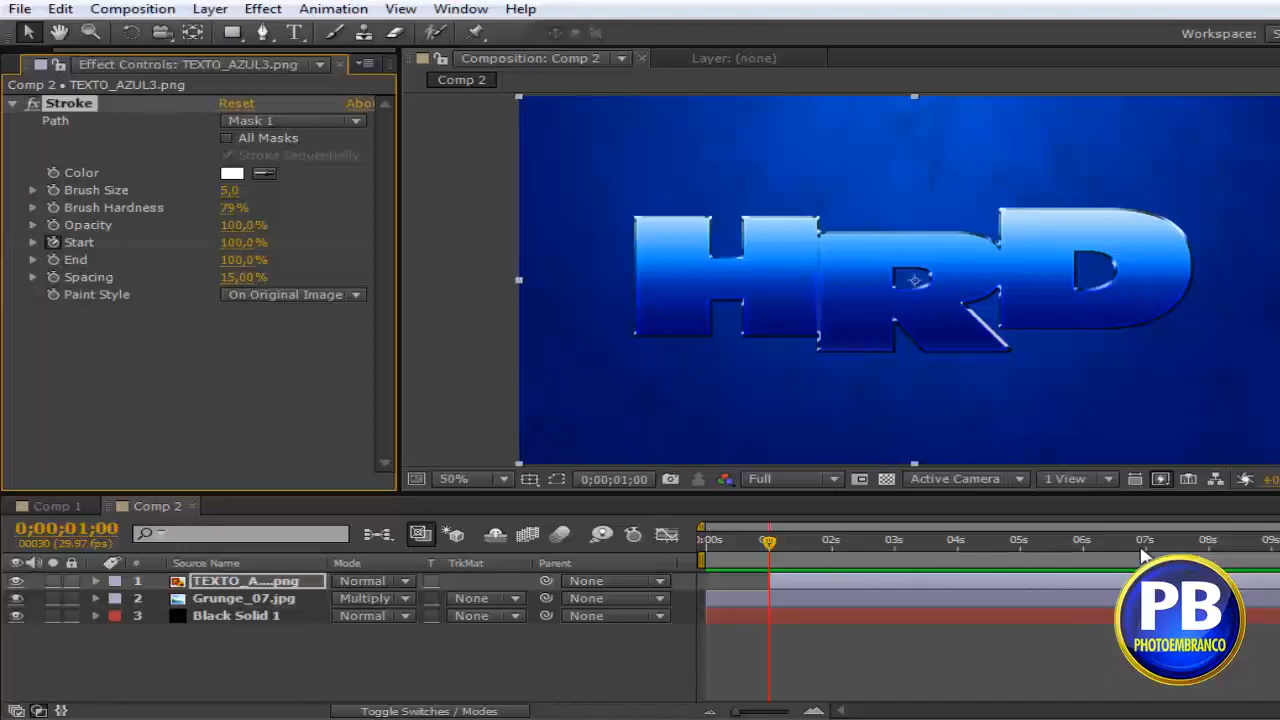 File Edit Composition Layer Effect Animation View Window Help
Workspace: S
Effect Controls: TEXTO_AZUL3.png
Composition: Comp 2
Layer: (none)
Comp 2 • TEXTO_AZUL3.png
Comp 2
fx Stroke Reset Abo
Path Mask 1
All Masks
Stroke Sequentially
Color
Brush Size 5,0
Brush Hardness 79%
Opacity 100,0%
Start 100,0%
End 100,0%
Spacing 15,00%
Paint Style On Original Image
HRD
50% 0;00;01;00 Full Active Camera 1 View +0
Comp 1 Comp 2
0;00;01;00
00030 (29.97 fps)
:00s 02s 03s 04s 05s 06s 07s 08s 09s
# Source Name Mode T TrkMat Parent
1 TEXTO_A....png Normal None
2 Grunge_07.jpg Multiply None None
3 Black Solid 1 Normal None None
PB
PHOTOEMBRANCO
Toggle Switches / Modes